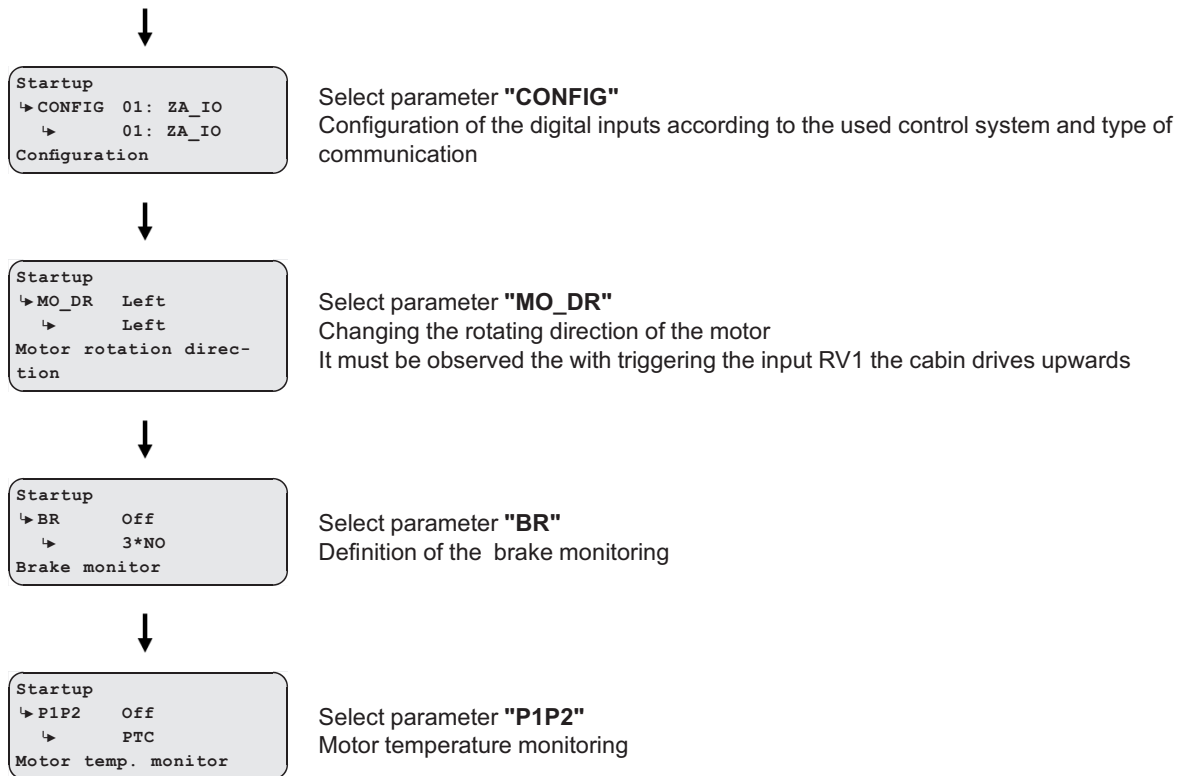 Startup
↳ CONFIG 01: ZA_IO
↳ 01: ZA_IO
Configuration
Select parameter "CONFIG"
Configuration of the digital inputs according to the used control system and type of
communication
Startup
↳ MO_DR Left
↳ Left
Motor rotation direc-
tion
Select parameter "MO_DR"
Changing the rotating direction of the motor
It must be observed the with triggering the input RV1 the cabin drives upwards
Startup
↳ BR Off
↳ 3*NO
Brake monitor
Select parameter "BR"
Definition of the brake monitoring
Startup
↳ P1P2 Off
↳ PTC
Motor temp. monitor
Select parameter "P1P2"
Motor temperature monitoring